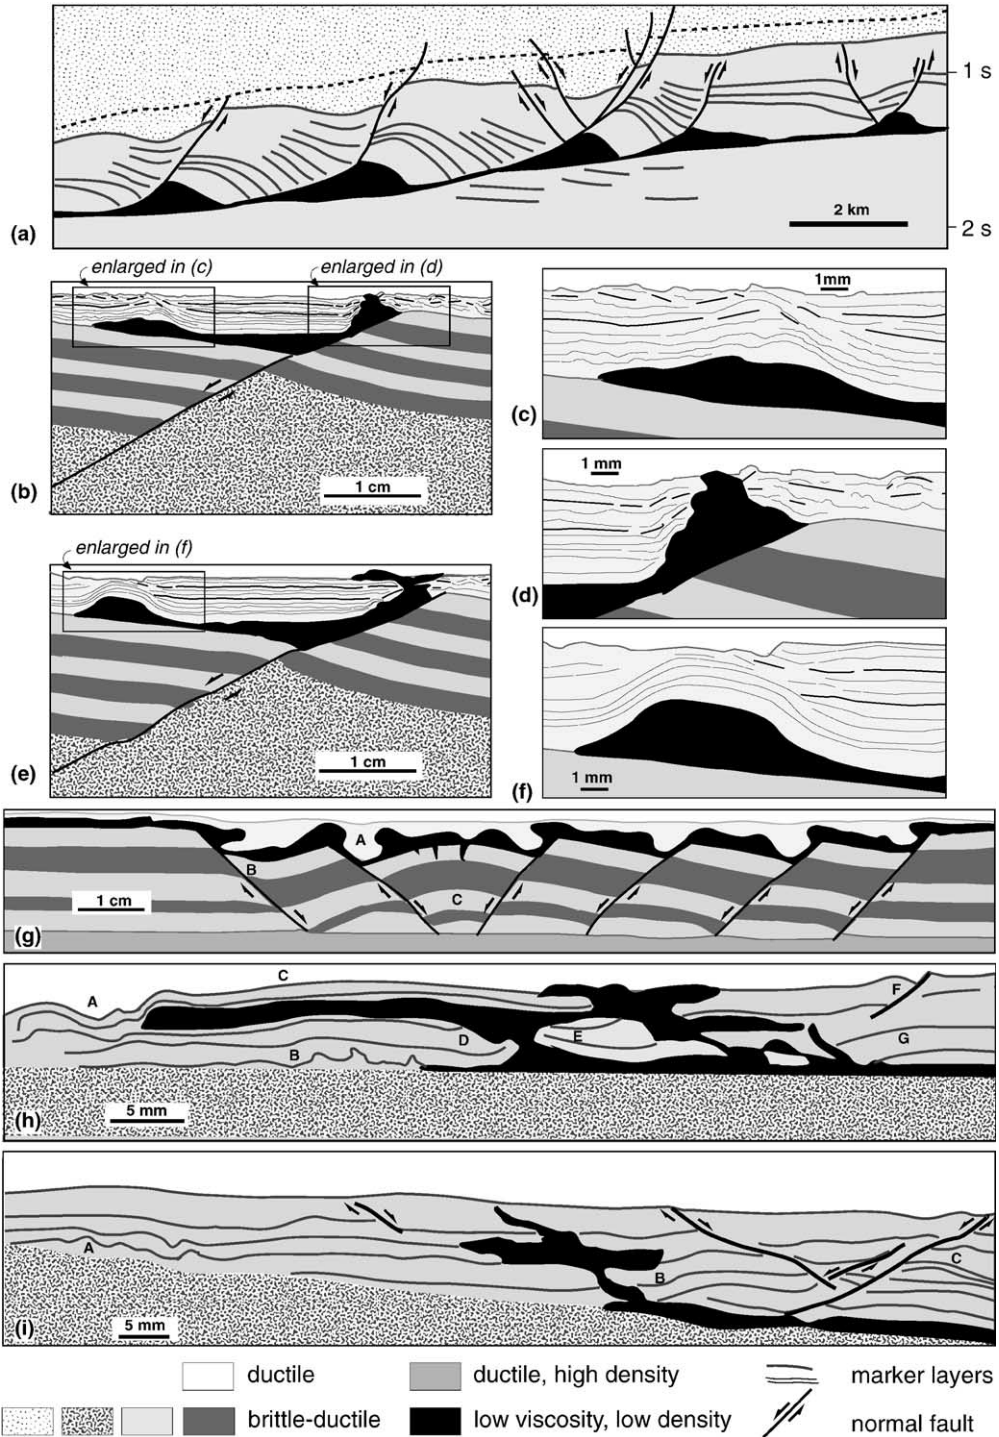 1 s
2 km
(a)
2 s
enlarged in (c)
enlarged in (d)
1mm
(c)
(b)
1 cm
1 mm
(d)
enlarged in (f)
(e)
1 cm
1 mm
(f)
A
B
C
1 cm
(g)
A
C
F
B
D
E
G
(h)
5 mm
A
B
C
(i)
5 mm
ductile
ductile, high density
marker layers
brittle-ductile
low viscosity, low density
normal fault